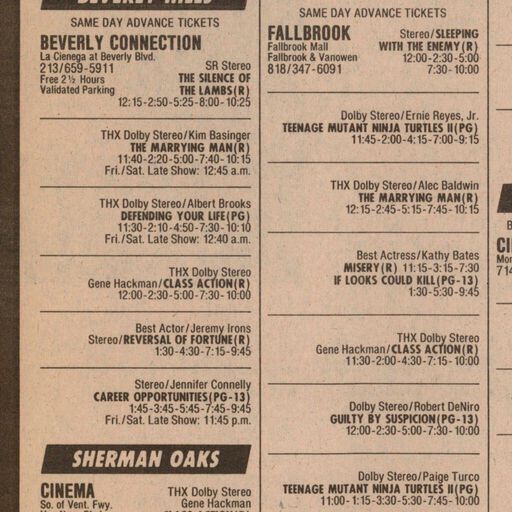 BEVERLY HILLS
SAME DAY ADVANCE TICKETS
BEVERLY CONNECTION
La Cienega at Beverly Blvd.
213/659-5911
Free 2½ Hours
Validated Parking
SR Stereo
THE SILENCE OF
THE LAMBS(R)
12:15-2:50-5:25-8:00-10:25
THX Dolby Stereo/Kim Basinger
THE MARRYING MAN(R)
11:40-2:20-5:00-7:40-10:15
Fri./Sat. Late Show: 12:45 a.m.
THX Dolby Stereo/Albert Brooks
DEFENDING YOUR LIFE(PG)
11:30-2:10-4:50-7:30-10:10
Fri./Sat. Late Show: 12:40 a.m.
THX Dolby Stereo
Gene Hackman/CLASS ACTION(R)
12:00-2:30-5:00-7:30-10:00
Best Actor/Jeremy Irons
Stereo/REVERSAL OF FORTUNE(R)
1:30-4:30-7:15-9:45
Stereo/Jennifer Connelly
CAREER OPPORTUNITIES(PG-13)
1:45-3:45-5:45-7:45-9:45
Fri./Sat. Late Show: 11:45 p.m.
SHERMAN OAKS
CINEMA
So. of Vent. Fwy.
THX Dolby Stereo
Gene Hackman
SAME DAY ADVANCE TICKETS
FALLBROOK
Fallbrook Mall
Fallbrook & Vanowen
818/347-6091
Stereo/SLEEPING
WITH THE ENEMY(R)
12:00-2:30-5:00
7:30-10:00
Dolby Stereo/Ernie Reyes, Jr.
TEENAGE MUTANT NINJA TURTLES II(PG)
11:45-2:00-4:15-7:00-9:15
THX Dolby Stereo/Alec Baldwin
THE MARRYING MAN(R)
12:15-2:45-5:15-7:45-10:15
Best Actress/Kathy Bates
MISERY(R) 11:15-3:15-7:30
IF LOOKS COULD KILL(PG-13)
1:30-5:30-9:45
THX Dolby Stereo
Gene Hackman/CLASS ACTION(R)
11:30-2:00-4:30-7:15-10:00
Dolby Stereo/Robert DeNiro
GUILTY BY SUSPICION(PG-13)
12:00-2:30-5:00-7:30-10:00
Dolby Stereo/Paige Turco
TEENAGE MUTANT NINJA TURTLES II(PG)
11:00-1:15-3:30-5:30-7:45-10:00
CI
Mor
714